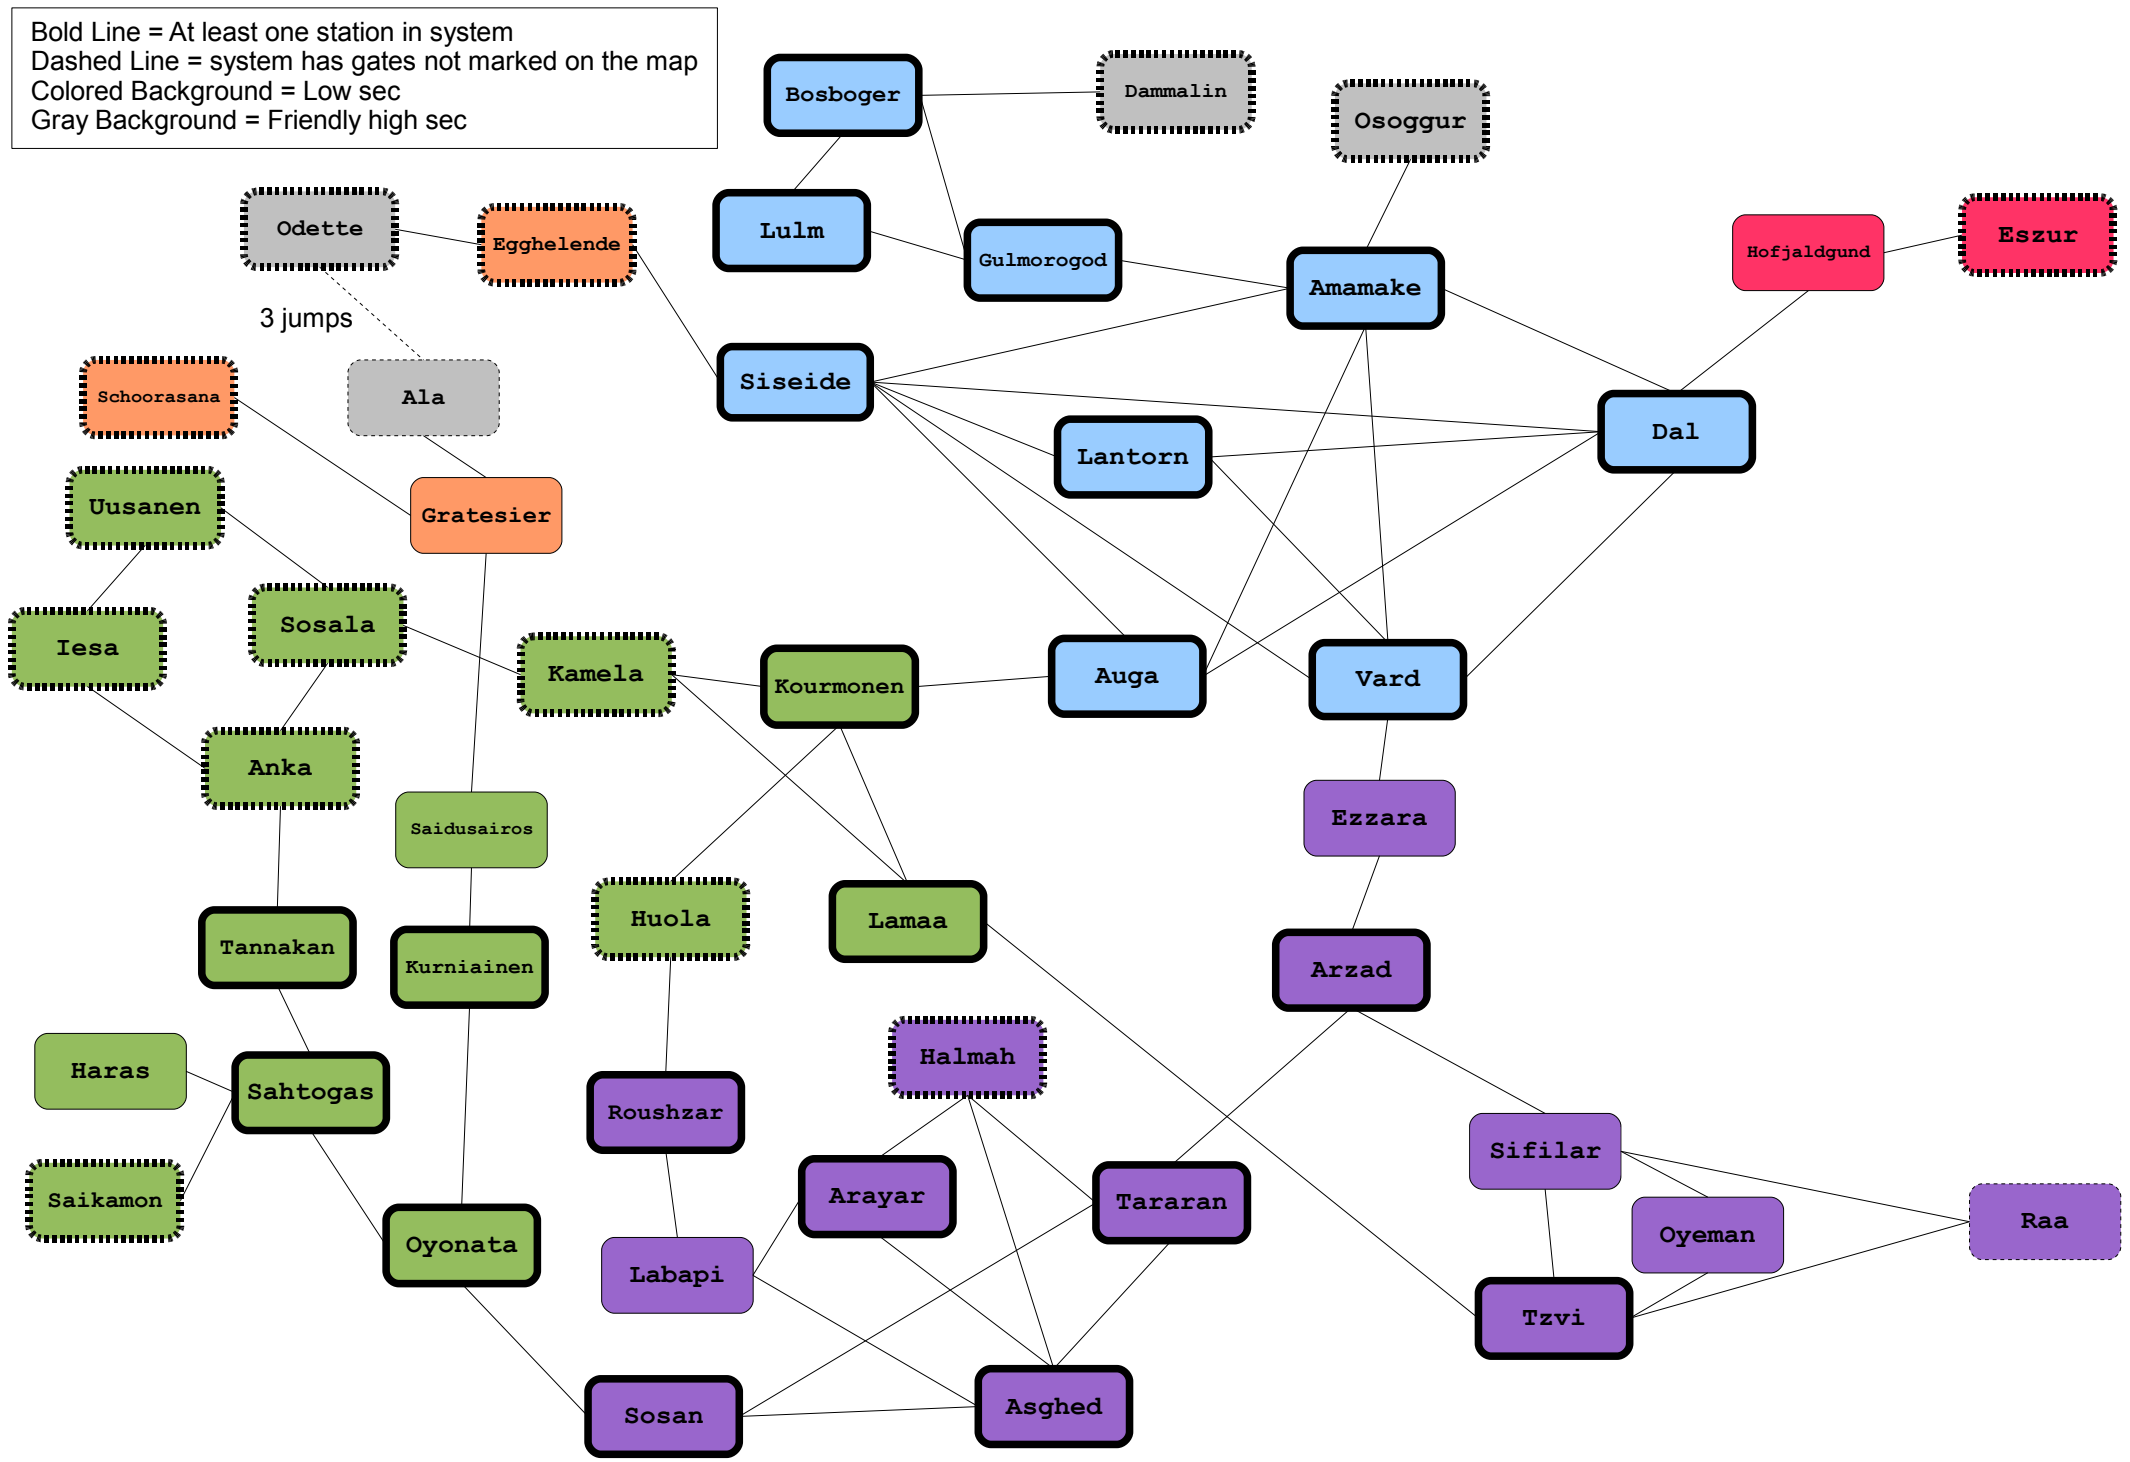 Bold Line = At least one station in system
Dashed Line = system has gates not marked on the map
Colored Background = Low sec
Gray Background = Friendly high sec
Bosboger
Dammalin
Osoggur
Odette
Egghelende
Lulm
Gulmorogod
Amamake
Hofjaldgund
Eszur
3 jumps
Schoorasana
Ala
Siseide
Lantorn
Dal
Uusanen
Gratesier
Iesa
Sosala
Kamela
Kourmonen
Auga
Vard
Anka
Saidusairos
Ezzara
Tannakan
Kurniainen
Huola
Lamaa
Arzad
Haras
Sahtogas
Roushzar
Halmah
Sifilar
Saikamon
Oyonata
Labapi
Arayar
Tararan
Oyeman
Raa
Sosan
Asghed
Tzvi